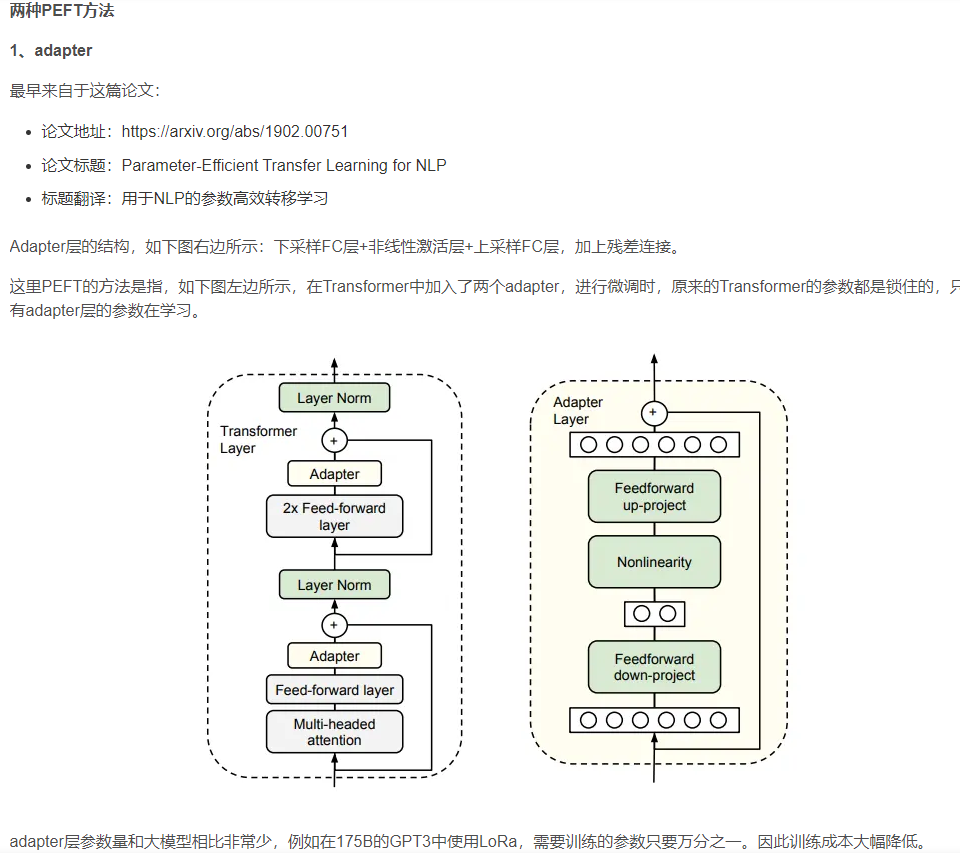 两种PEFT方法
1、adapter
最早来自于这篇论文：
论文地址：https://arxiv.org/abs/1902.00751
论文标题：Parameter-Efficient Transfer Learning for NLP
标题翻译：用于NLP的参数高效转移学习
Adapter层的结构，如下图右边所示：下采样FC层+非线性激活层+上采样FC层，加上残差连接。
这里PEFT的方法是指，如下图左边所示，在Transformer中加入了两个adapter，进行微调时，原来的Transformer的参数都是锁住的，只
有adapter层的参数在学习。
Transformer
Layer
Layer Norm
+
Adapter
2x Feed-forward
layer
Layer Norm
+
Adapter
Feed-forward layer
Multi-headed
attention
Adapter
Layer
+
Feedforward
up-project
Nonlinearity
Feedforward
down-project
adapter层参数量和大模型相比非常少，例如在175B的GPT3中使用LoRa，需要训练的参数只要万分之一。因此训练成本大幅降低。